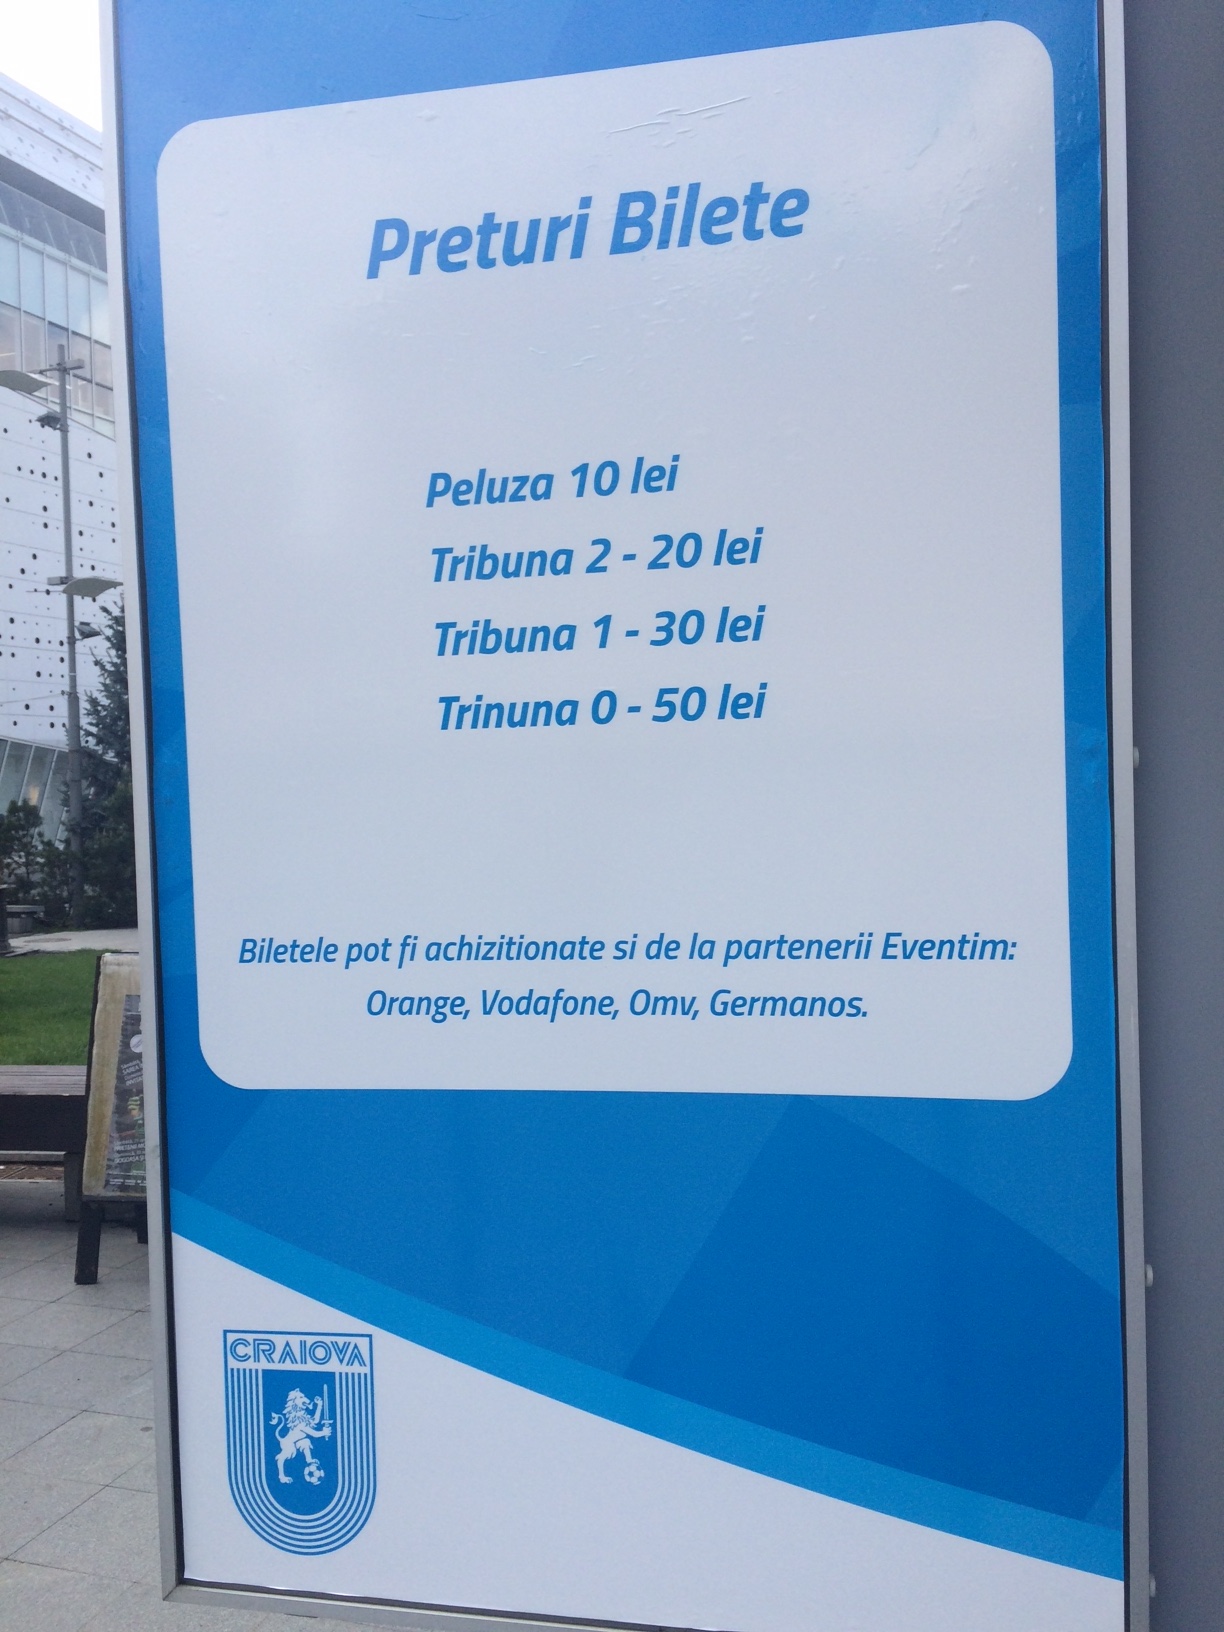 Preturi Bilete
Peluza 10 lei
Tribuna 2 - 20 lei
Tribuna 1 - 30 lei
Trinuna 0 - 50 lei
Biletele pot fi achizitionate si de la partenerii Eventim:
Orange, Vodafone, Omv, Germanos.
CRAIOVA